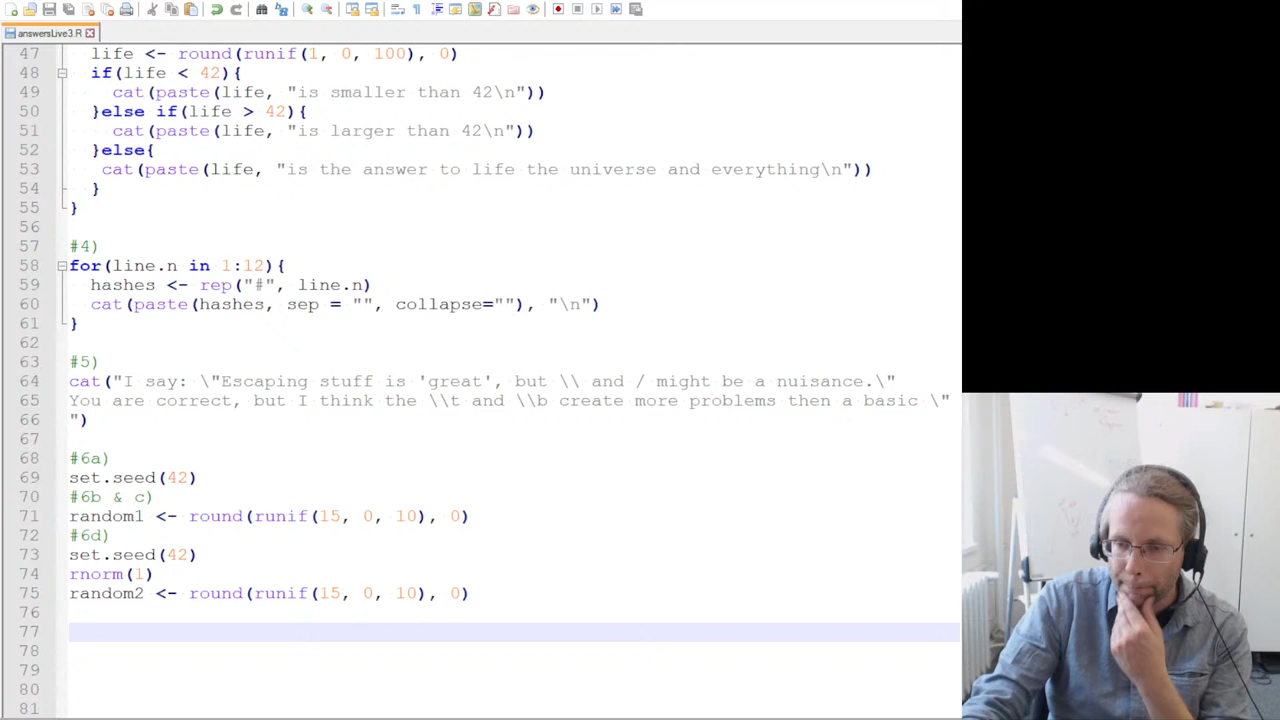 answersLive3.R
47 life <- round(runif(1, 0, 100), 0)
48 if(life < 42){
49 cat(paste(life, "is smaller than 42\n"))
50 }else if(life > 42){
51 cat(paste(life, "is larger than 42\n"))
52 }else{
53 cat(paste(life, "is the answer to life the universe and everything\n"))
54 }
55 }
56
57 #4)
58 for(line.n in 1:12){
59 hashes <- rep("#", line.n)
60 cat(paste(hashes, sep = "", collapse=""), "\n")
61 }
62
63 #5)
64 cat("I say: \"Escaping stuff is 'great', but \\ and / might be a nuisance.\"
65 You are correct, but I think the \\t and \\b create more problems then a basic \"
66 ")
67
68 #6a)
69 set.seed(42)
70 #6b & c)
71 random1 <- round(runif(15, 0, 10), 0)
72 #6d)
73 set.seed(42)
74 rnorm(1)
75 random2 <- round(runif(15, 0, 10), 0)
76
77
78
79
80
81